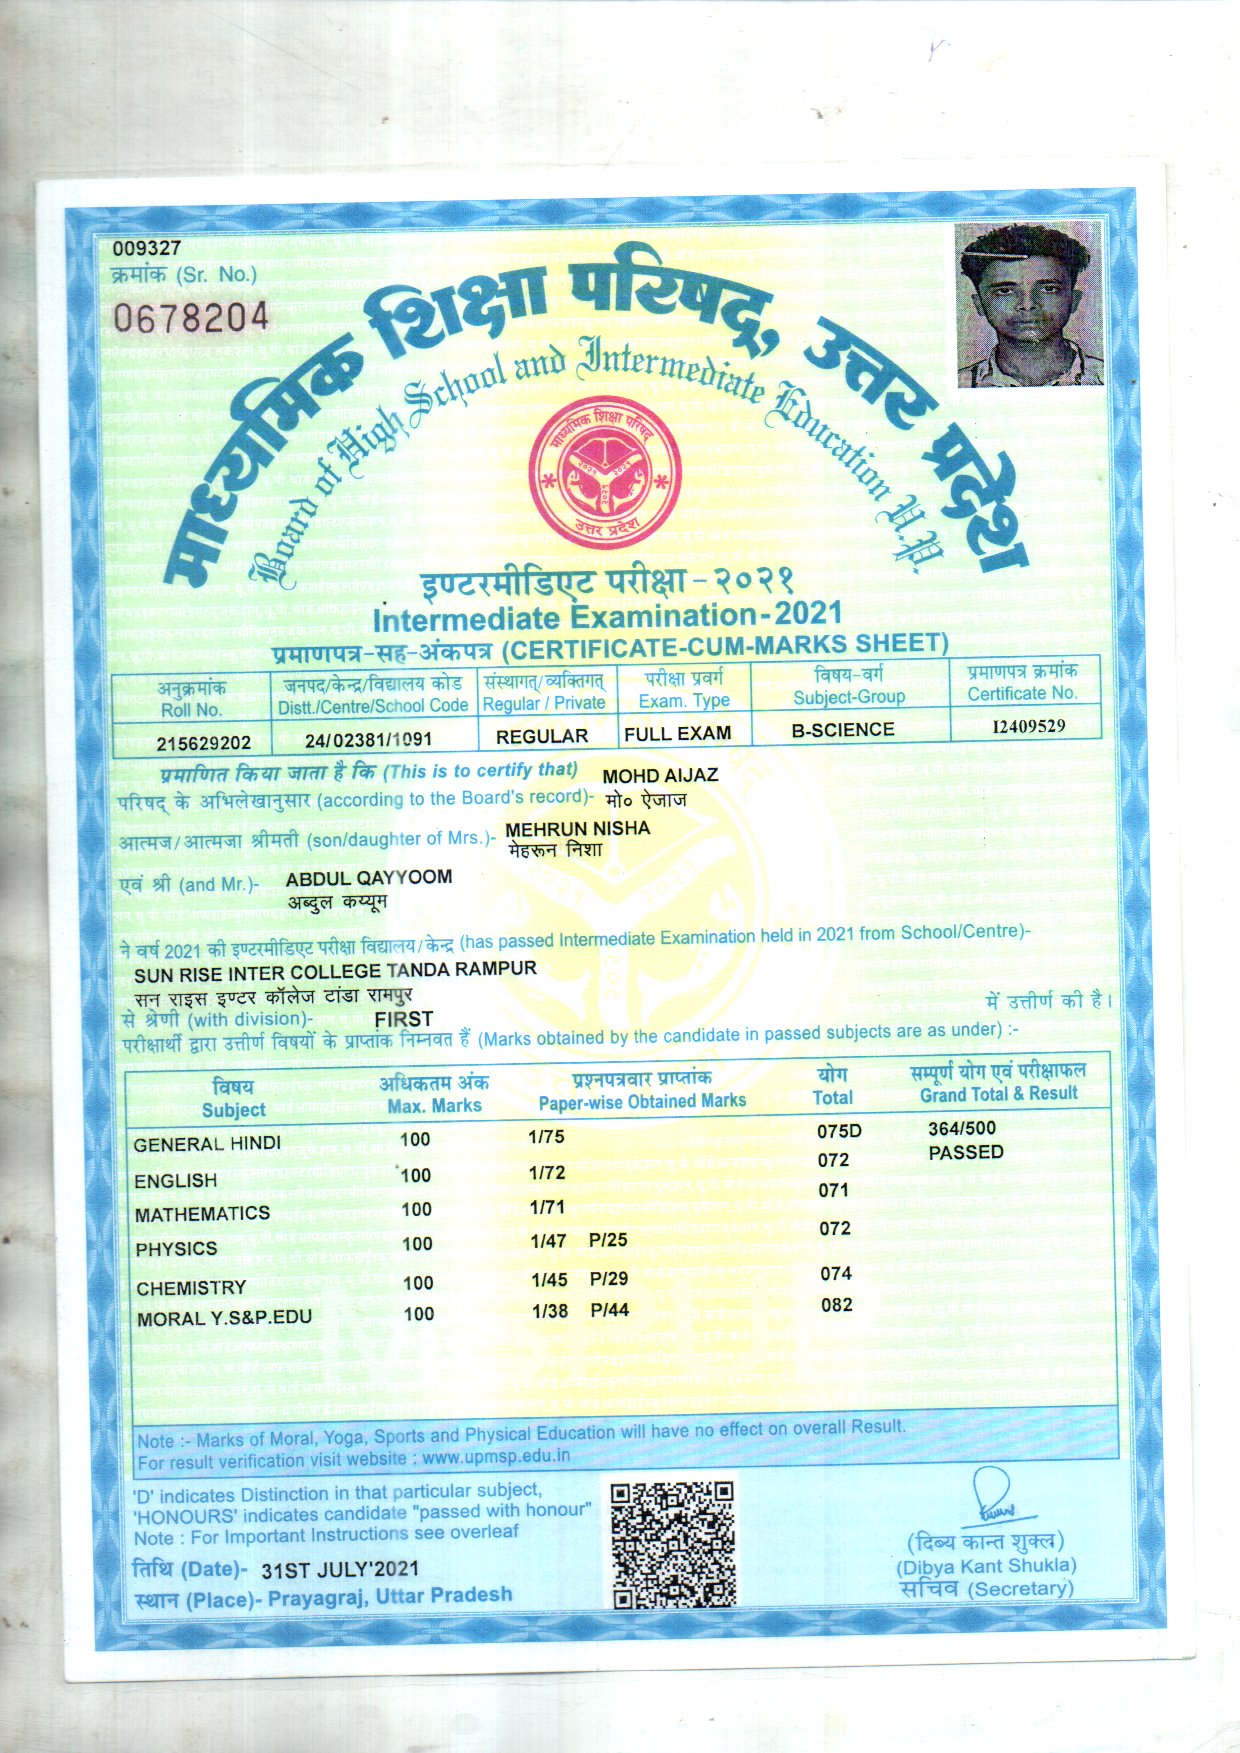 009327
क्रमांक (Sr. No.)
0678204
माध्यमिक शिक्षा परिषद्, उत्तर प्रदेश
Board of High School and Intermediate Education U.P.
माध्यमिक शिक्षा परिषद्
उत्तर प्रदेश
इण्टरमीडिएट परीक्षा - २०२१
Intermediate Examination - 2021
प्रमाणपत्र-सह-अंकपत्र (CERTIFICATE-CUM-MARKS SHEET)
अनुक्रमांक जनपद/केन्द्र/विद्यालय कोड संस्थागत्/व्यक्तिगत् परीक्षा प्रवर्ग विषय-वर्ग प्रमाणपत्र क्रमांक
Roll No. Distt./Centre/School Code Regular / Private Exam. Type Subject-Group Certificate No.
215629202 24/02381/1091 REGULAR FULL EXAM B-SCIENCE I2409529
प्रमाणित किया जाता है कि (This is to certify that) MOHD AIJAZ
परिषद् के अभिलेखानुसार (according to the Board's record)- मो० ऐजाज
आत्मज/आत्मजा श्रीमती (son/daughter of Mrs.)- MEHRUN NISHA
मेहरून निशा
एवं श्री (and Mr.)- ABDUL QAYYOOM
अब्दुल कय्यूम
ने वर्ष 2021 की इण्टरमीडिएट परीक्षा विद्यालय/केन्द्र (has passed Intermediate Examination held in 2021 from School/Centre)-
SUN RISE INTER COLLEGE TANDA RAMPUR
सन राइस इण्टर कॉलेज टांडा रामपुर में उत्तीर्ण की है।
से श्रेणी (with division)- FIRST
परीक्षार्थी द्वारा उत्तीर्ण विषयों के प्राप्तांक निम्नवत हैं (Marks obtained by the candidate in passed subjects are as under) :-
विषय अधिकतम अंक प्रश्नपत्रवार प्राप्तांक योग सम्पूर्ण योग एवं परीक्षाफल
Subject Max. Marks Paper-wise Obtained Marks Total Grand Total & Result
GENERAL HINDI 100 1/75 075D 364/500
PASSED
ENGLISH 100 1/72 072
MATHEMATICS 100 1/71 071
PHYSICS 100 1/47 P/25 072
CHEMISTRY 100 1/45 P/29 074
MORAL Y.S&P.EDU 100 1/38 P/44 082
Note :- Marks of Moral, Yoga, Sports and Physical Education will have no effect on overall Result.
For result verification visit website : www.upmsp.edu.in
'D' indicates Distinction in that particular subject,
'HONOURS' indicates candidate "passed with honour"
Note : For Important Instructions see overleaf
तिथि (Date)- 31ST JULY'2021
स्थान (Place)- Prayagraj, Uttar Pradesh
(दिब्य कान्त शुक्ल)
(Dibya Kant Shukla)
सचिव (Secretary)